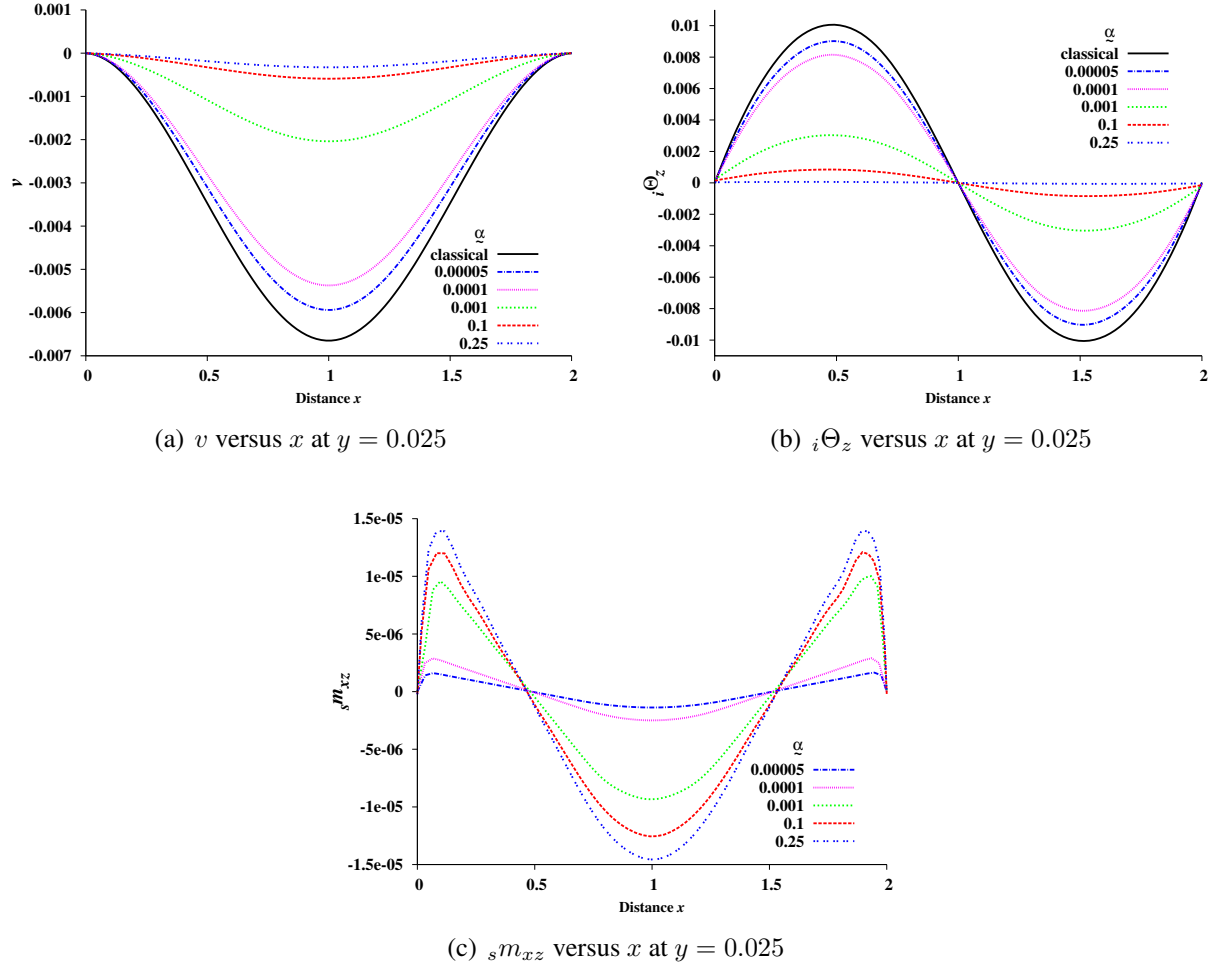 0.001
0
-0.001
-0.002
-0.003
-0.004
-0.005
-0.006
-0.007
v
0 0.5 1 1.5 2
Distance x
α̰
classical
0.00005
0.0001
0.001
0.1
0.25
(a) v versus x at y = 0.025
0.01
0.008
0.006
0.004
0.002
0
-0.002
-0.004
-0.006
-0.008
-0.01
iΘz
0 0.5 1 1.5 2
Distance x
α̰
classical
0.00005
0.0001
0.001
0.1
0.25
(b) iΘz versus x at y = 0.025
1.5e-05
1e-05
5e-06
0
-5e-06
-1e-05
-1.5e-05
smxz
0 0.5 1 1.5 2
Distance x
α̰
0.00005
0.0001
0.001
0.1
0.25
(c) smxz versus x at y = 0.025